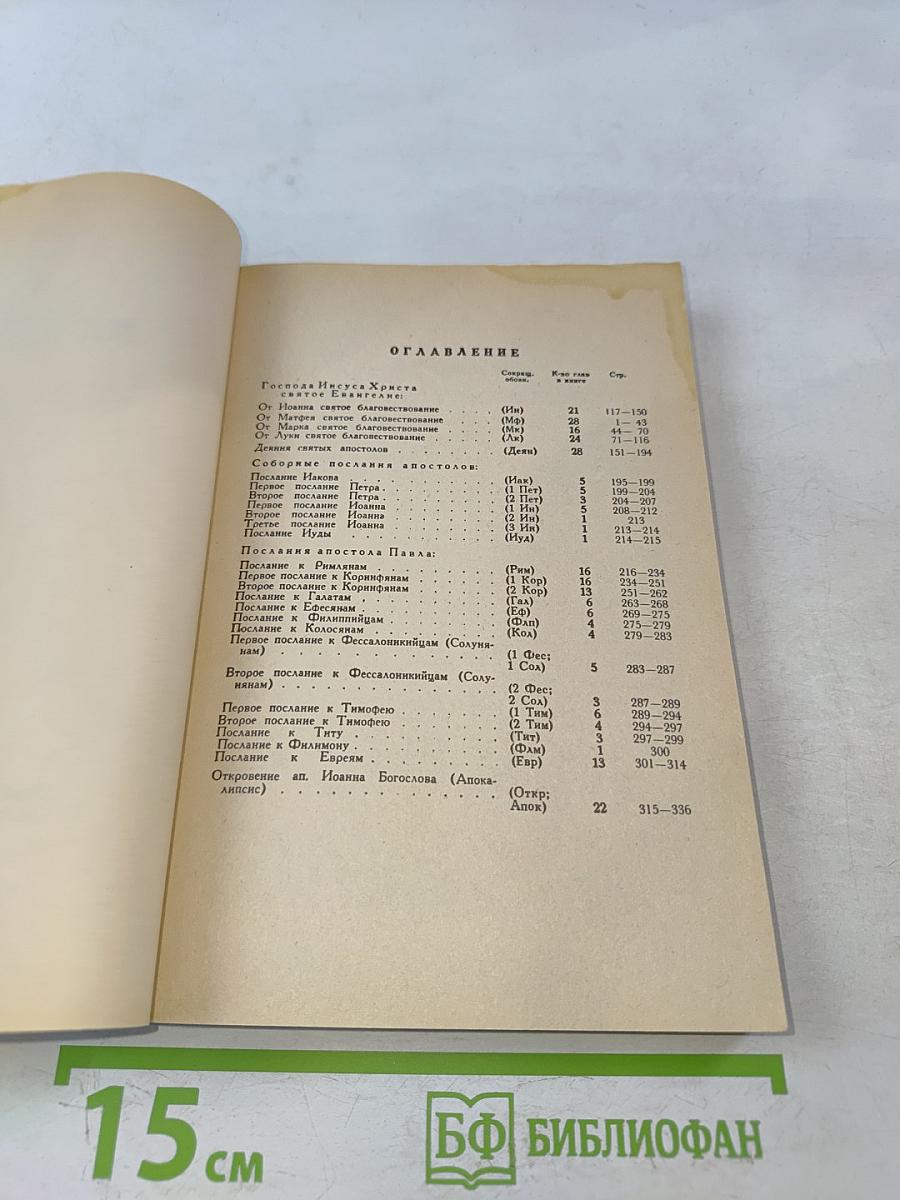 ОГЛАВЛЕНИЕ
Сокращ. обозн. К-во глав в книге Стр.
Господа Иисуса Христа
святое Евангелие:
От Иоанна святое благовествование . . . . (Ин) 21 117—150
От Матфея святое благовествование . . . . (Мф) 28 1— 43
От Марка святое благовествование . . . . (Мк) 16 44— 70
От Луки святое благовествование . . . . (Лк) 24 71—116
Деяния святых апостолов . . . . . . . . (Деян) 28 151—194
Соборные послания апостолов:
Послание Иакова . . . . . . . . . . (Иак) 5 195—199
Первое послание Петра . . . . . . . . (1 Пет) 5 199—204
Второе послание Петра . . . . . . . . (2 Пет) 3 204—207
Первое послание Иоанна . . . . . . . . (1 Ин) 5 208—212
Второе послание Иоанна . . . . . . . . (2 Ин) 1 213
Третье послание Иоанна . . . . . . . . (3 Ин) 1 213—214
Послание Иуды . . . . . . . . . . (Иуд) 1 214—215
Послания апостола Павла:
Послание к Римлянам . . . . . . . . (Рим) 16 216—234
Первое послание к Коринфянам . . . . . . (1 Кор) 16 234—251
Второе послание к Коринфянам . . . . . . (2 Кор) 13 251—262
Послание к Галатам . . . . . . . . . (Гал) 6 263—268
Послание к Ефесянам . . . . . . . . . (Еф) 6 269—275
Послание к Филиппийцам . . . . . . . (Флп) 4 275—279
Послание к Колосянам . . . . . . . . (Кол) 4 279—283
Первое послание к Фессалоникийцам (Солуня-
нам) . . . . . . . . . . . . . (1 Фес;
1 Сол) 5 283—287
Второе послание к Фессалоникийцам (Солу-
нянам) . . . . . . . . . . . . . (2 Фес;
2 Сол) 3 287—289
Первое послание к Тимофею . . . . . . . (1 Тим) 6 289—294
Второе послание к Тимофею . . . . . . . (2 Тим) 4 294—297
Послание к Титу . . . . . . . . . (Тит) 3 297—299
Послание к Филимону . . . . . . . . . (Флм) 1 300
Послание к Евреям . . . . . . . . (Евр) 13 301—314
Откровение ап. Иоанна Богослова (Апока-
липсис) . . . . . . . . . . . . . (Откр;
Апок) 22 315—336
15 см
БФ БИБЛИОФАН